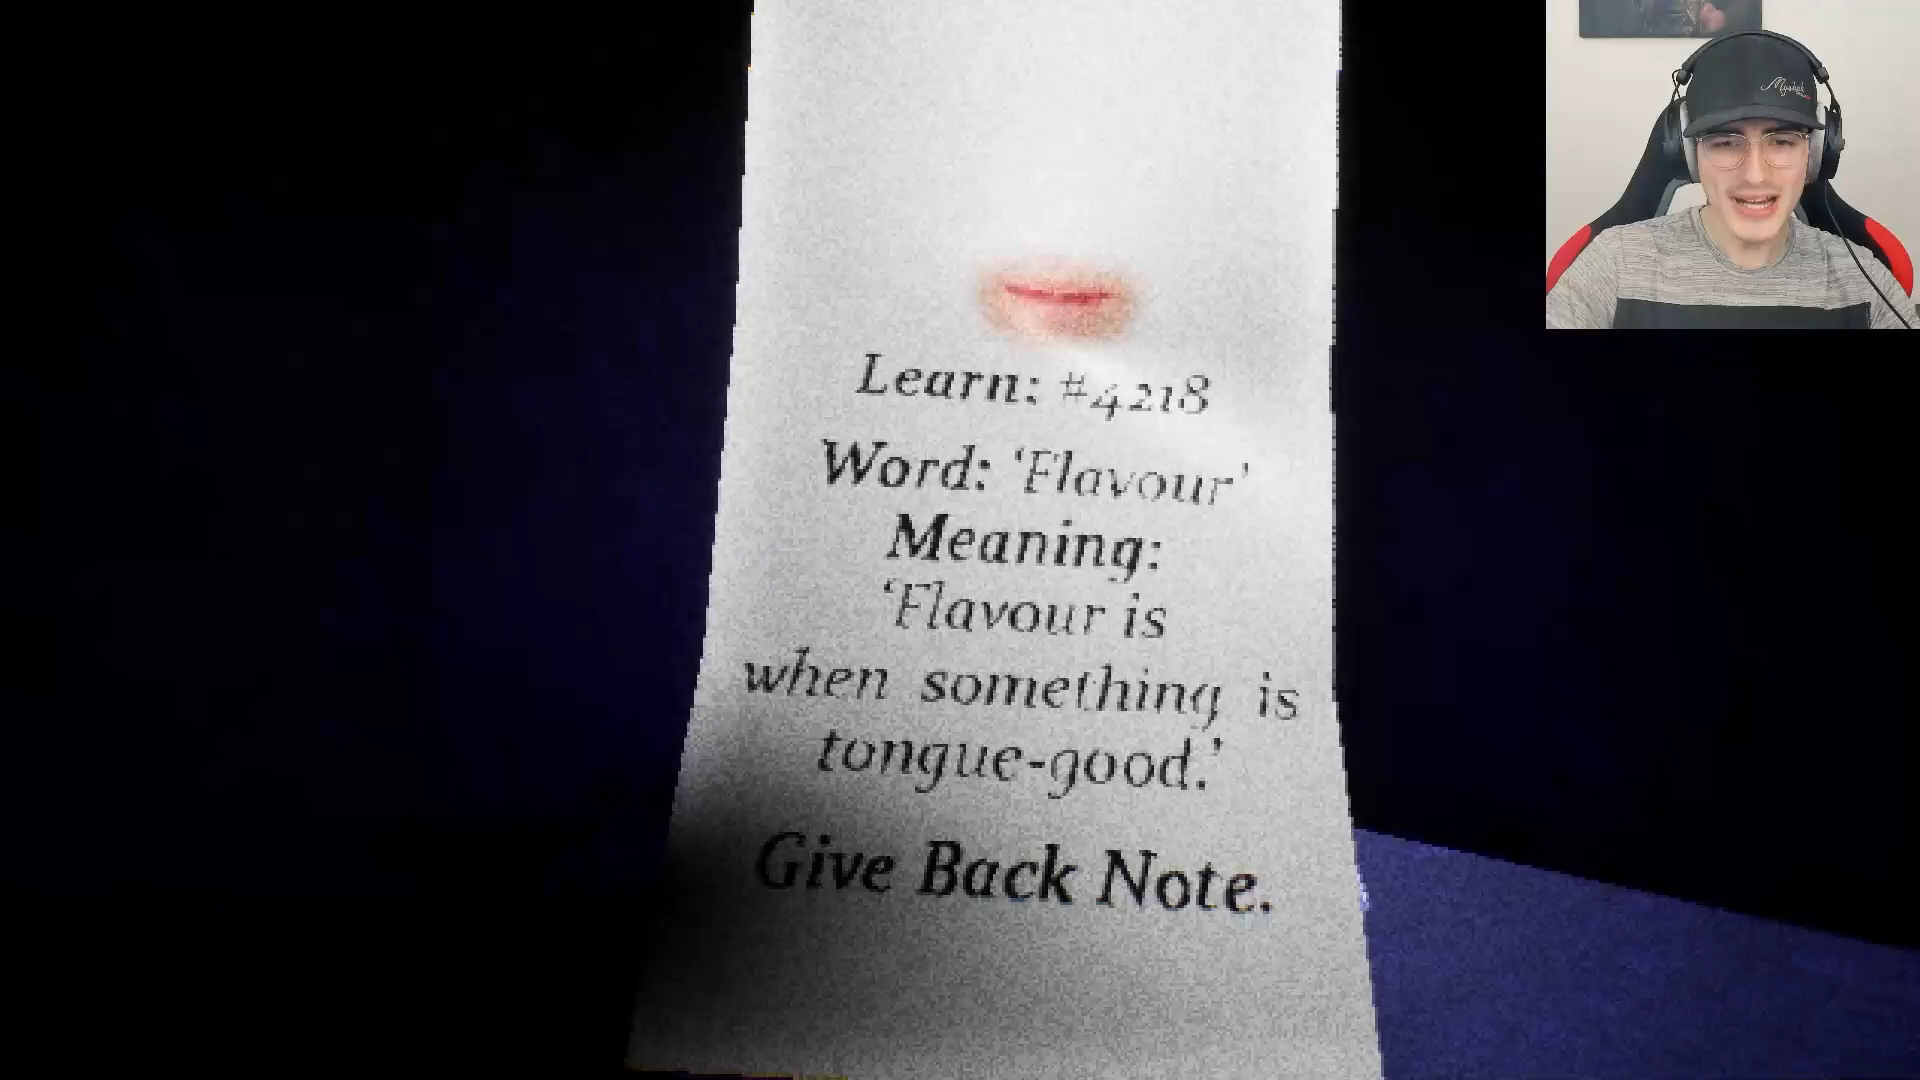 Learn: #4218
Word: ‘Flavour’
Meaning:
‘Flavour is
when something is
tongue-good.’
Give Back Note.